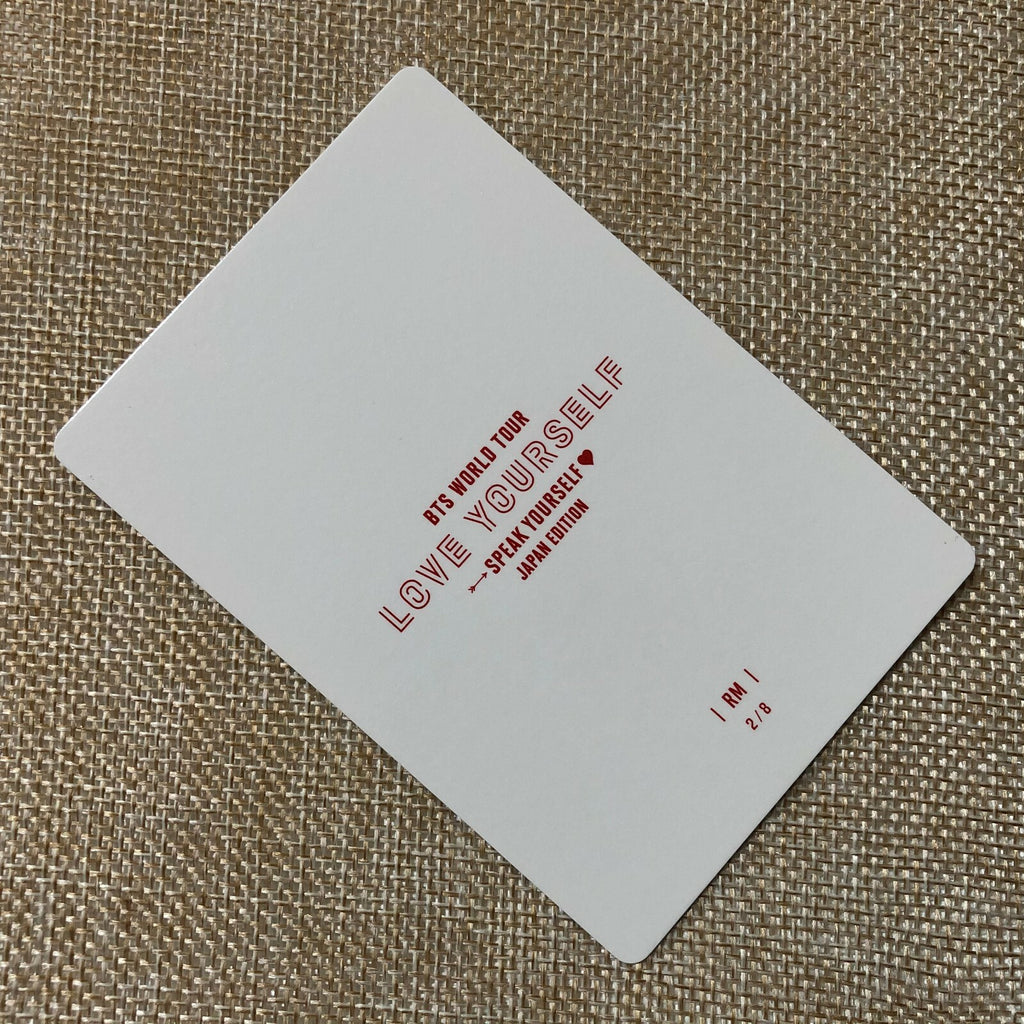 BTS WORLD TOUR
LOVE YOURSELF
SPEAK YOURSELF
JAPAN EDITION
| RM |
2/8